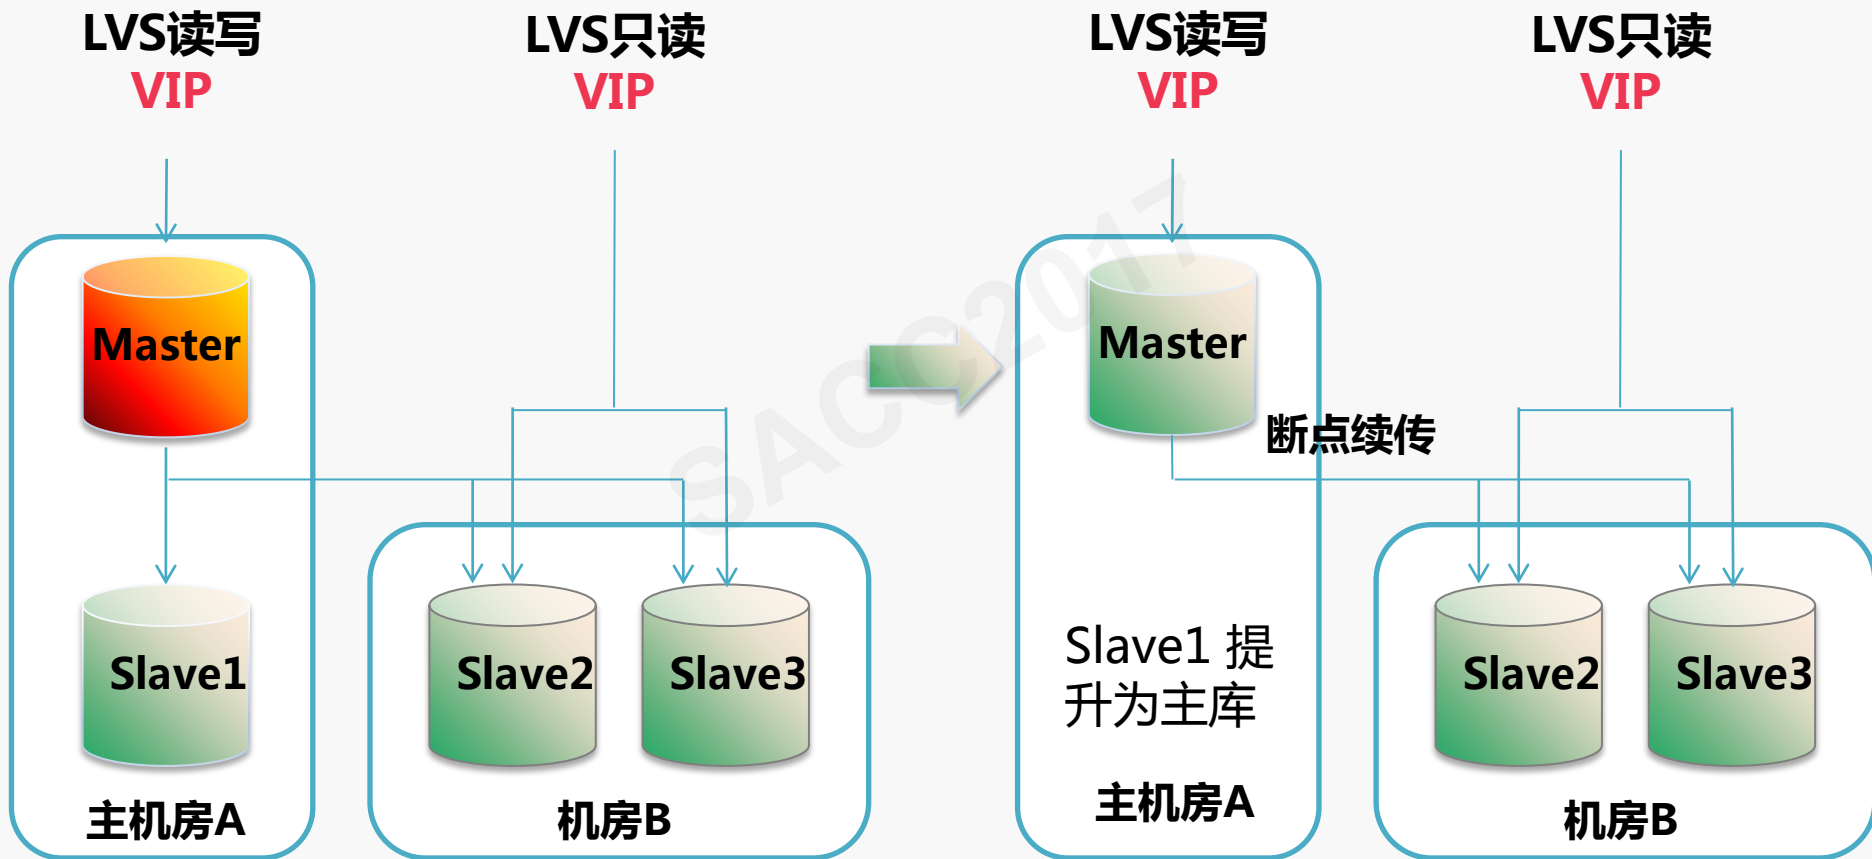 LVS读写
VIP
LVS只读
VIP
Master
Slave1
主机房A
Slave2
Slave3
机房B
LVS读写
VIP
LVS只读
VIP
Master
断点续传
Slave1 提
升为主库
主机房A
Slave2
Slave3
机房B
SACC2017